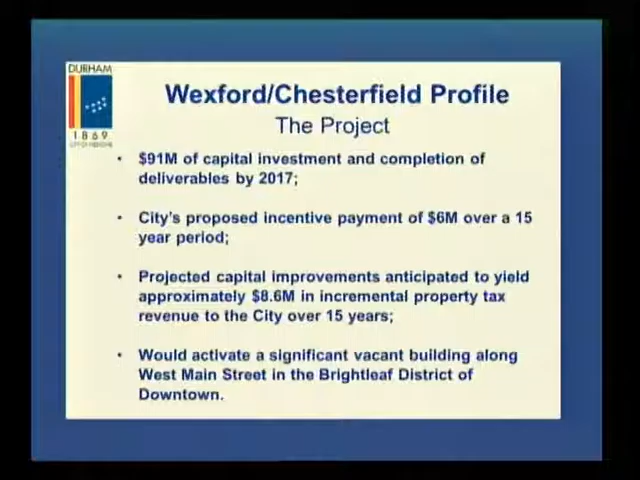 DURHAM
1869
CITY OF MEDICINE
Wexford/Chesterfield Profile
The Project
• $91M of capital investment and completion of
deliverables by 2017;
• City's proposed incentive payment of $6M over a 15
year period;
• Projected capital improvements anticipated to yield
approximately $8.6M in incremental property tax
revenue to the City over 15 years;
• Would activate a significant vacant building along
West Main Street in the Brightleaf District of
Downtown.